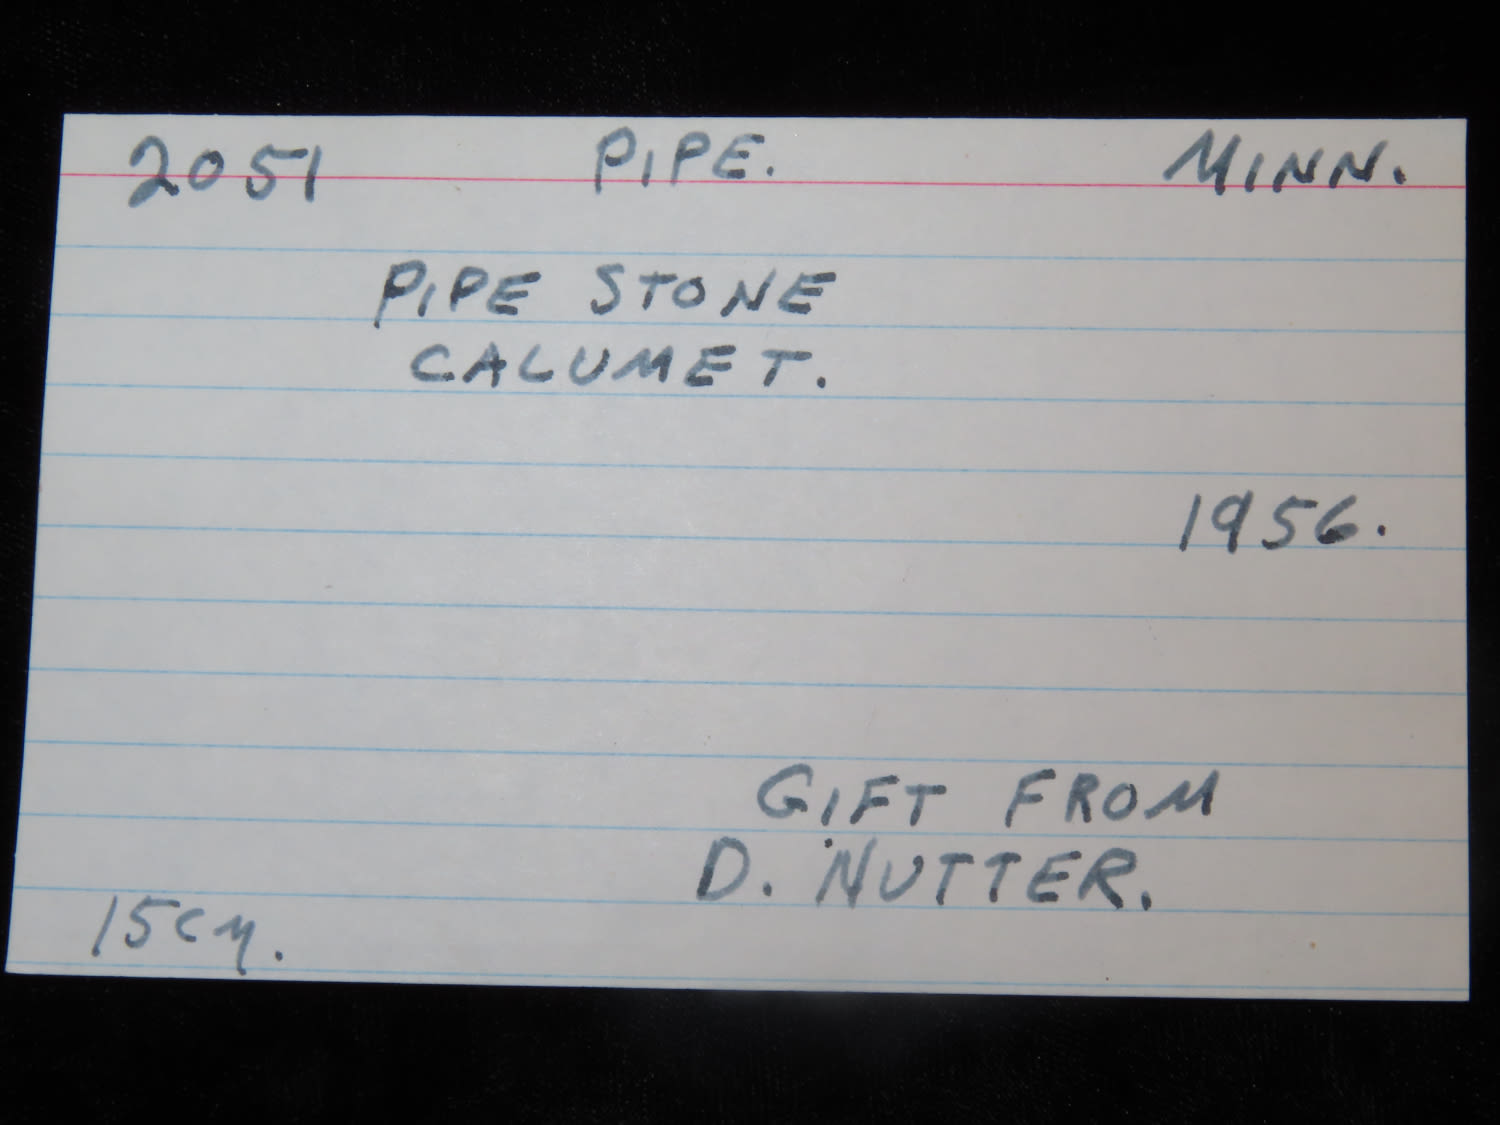 2051 PIPE. MINN.
PIPE STONE
CALUMET.
1956.
GIFT FROM
D. NUTTER.
15CM.